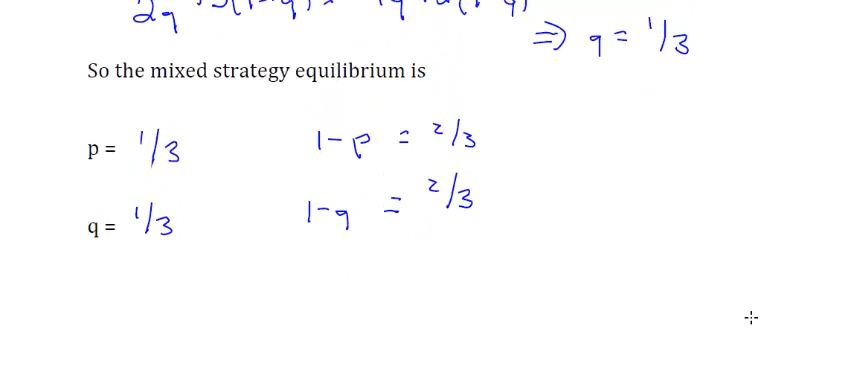 ⇒ q = 1/3
So the mixed strategy equilibrium is
p = 1/3 1-p = 2/3
q = 1/3 1-q = 2/3